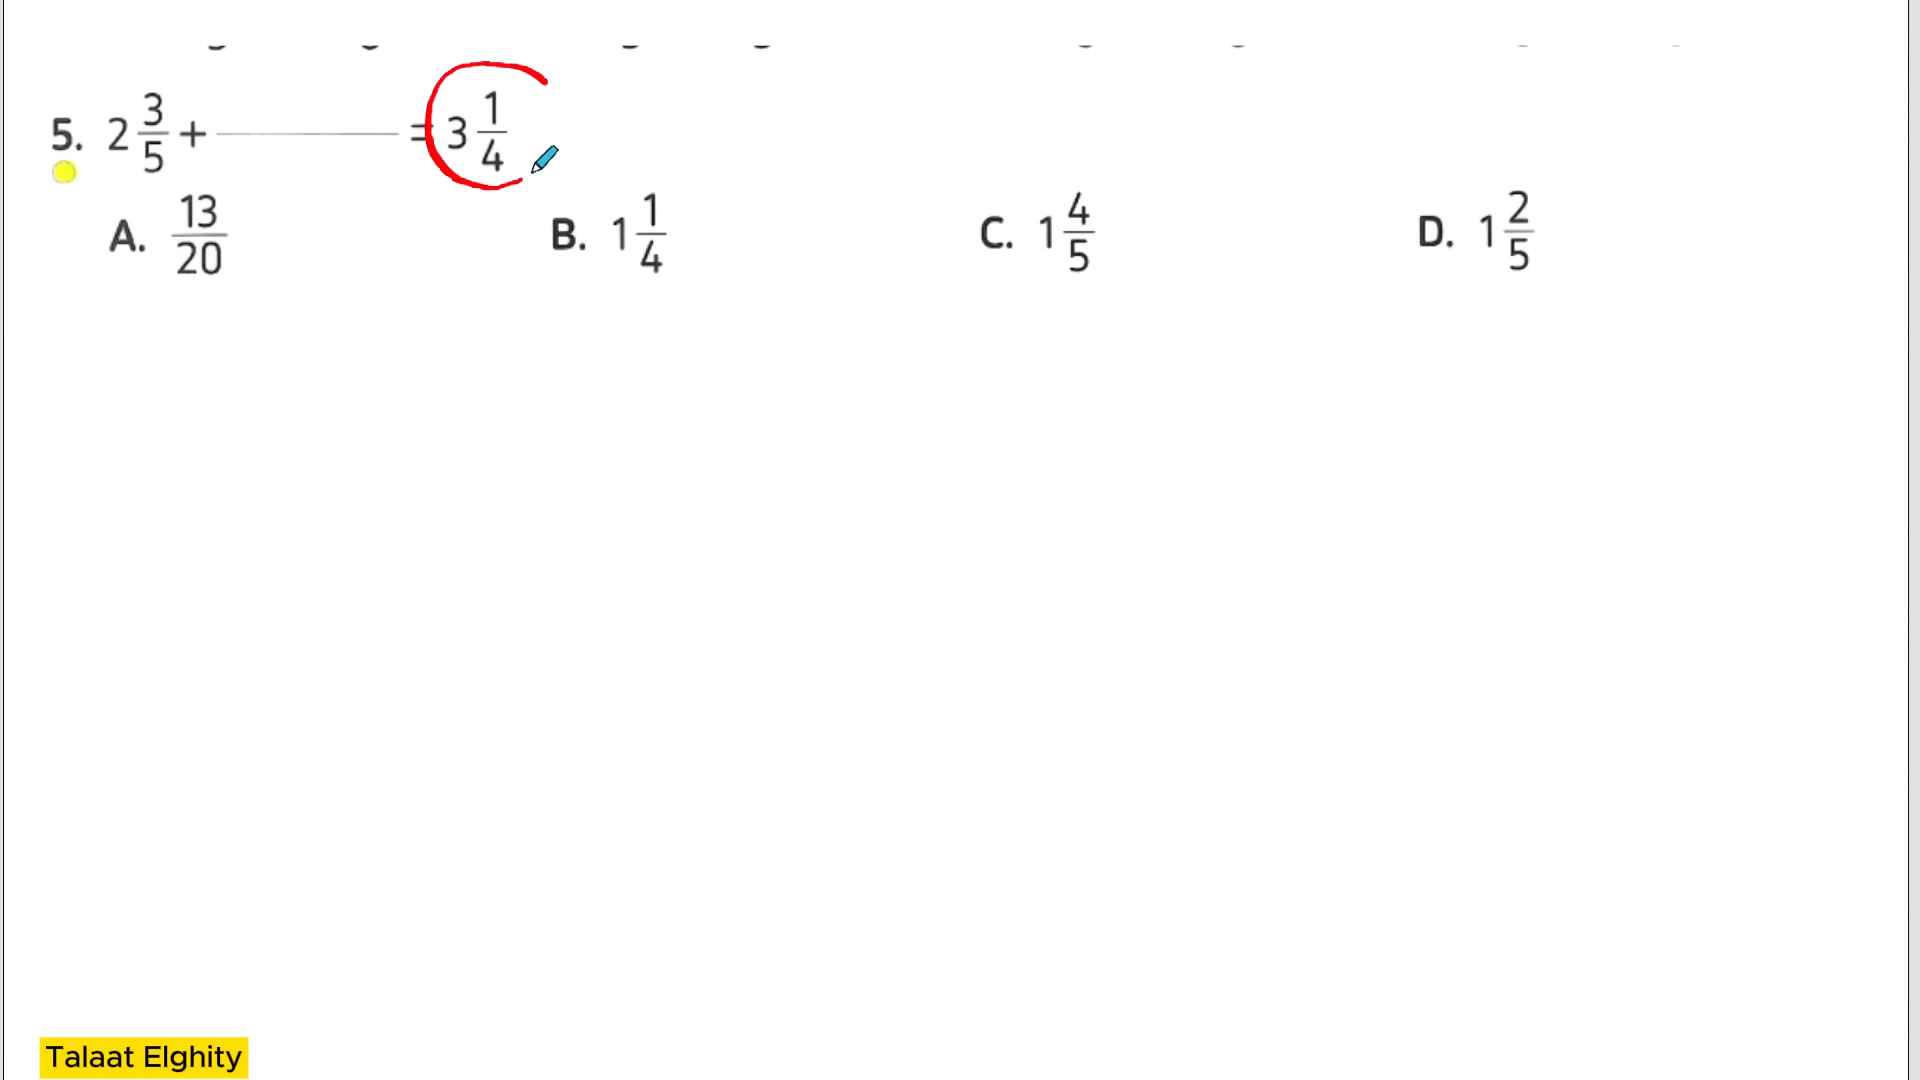 5. 2 3/5 + ________ = 3 1/4
A. 13/20 B. 1 1/4 C. 1 4/5 D. 1 2/5
Talaat Elghity